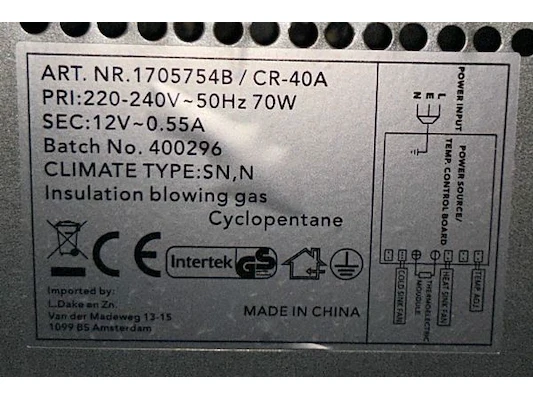 ART. NR.1705754B / CR-40A
PRI:220-240V~50Hz 70W
SEC:12V~0.55A
Batch No. 400296
CLIMATE TYPE:SN,N
Insulation blowing gas
Cyclopentane
CE
Intertek
GS
Imported by:
L.Dake en Zn.
Van der Madeweg 13-15
1099 BS Amsterdam
MADE IN CHINA
POWER INPUT
L
E
N
POWER SOURCE/
TEMP. CONTROL BOARD
TEMP. ADJ
HEAT SINK FAN
THERMOELECTRIC
MOUDULE
COLD SINK FAN